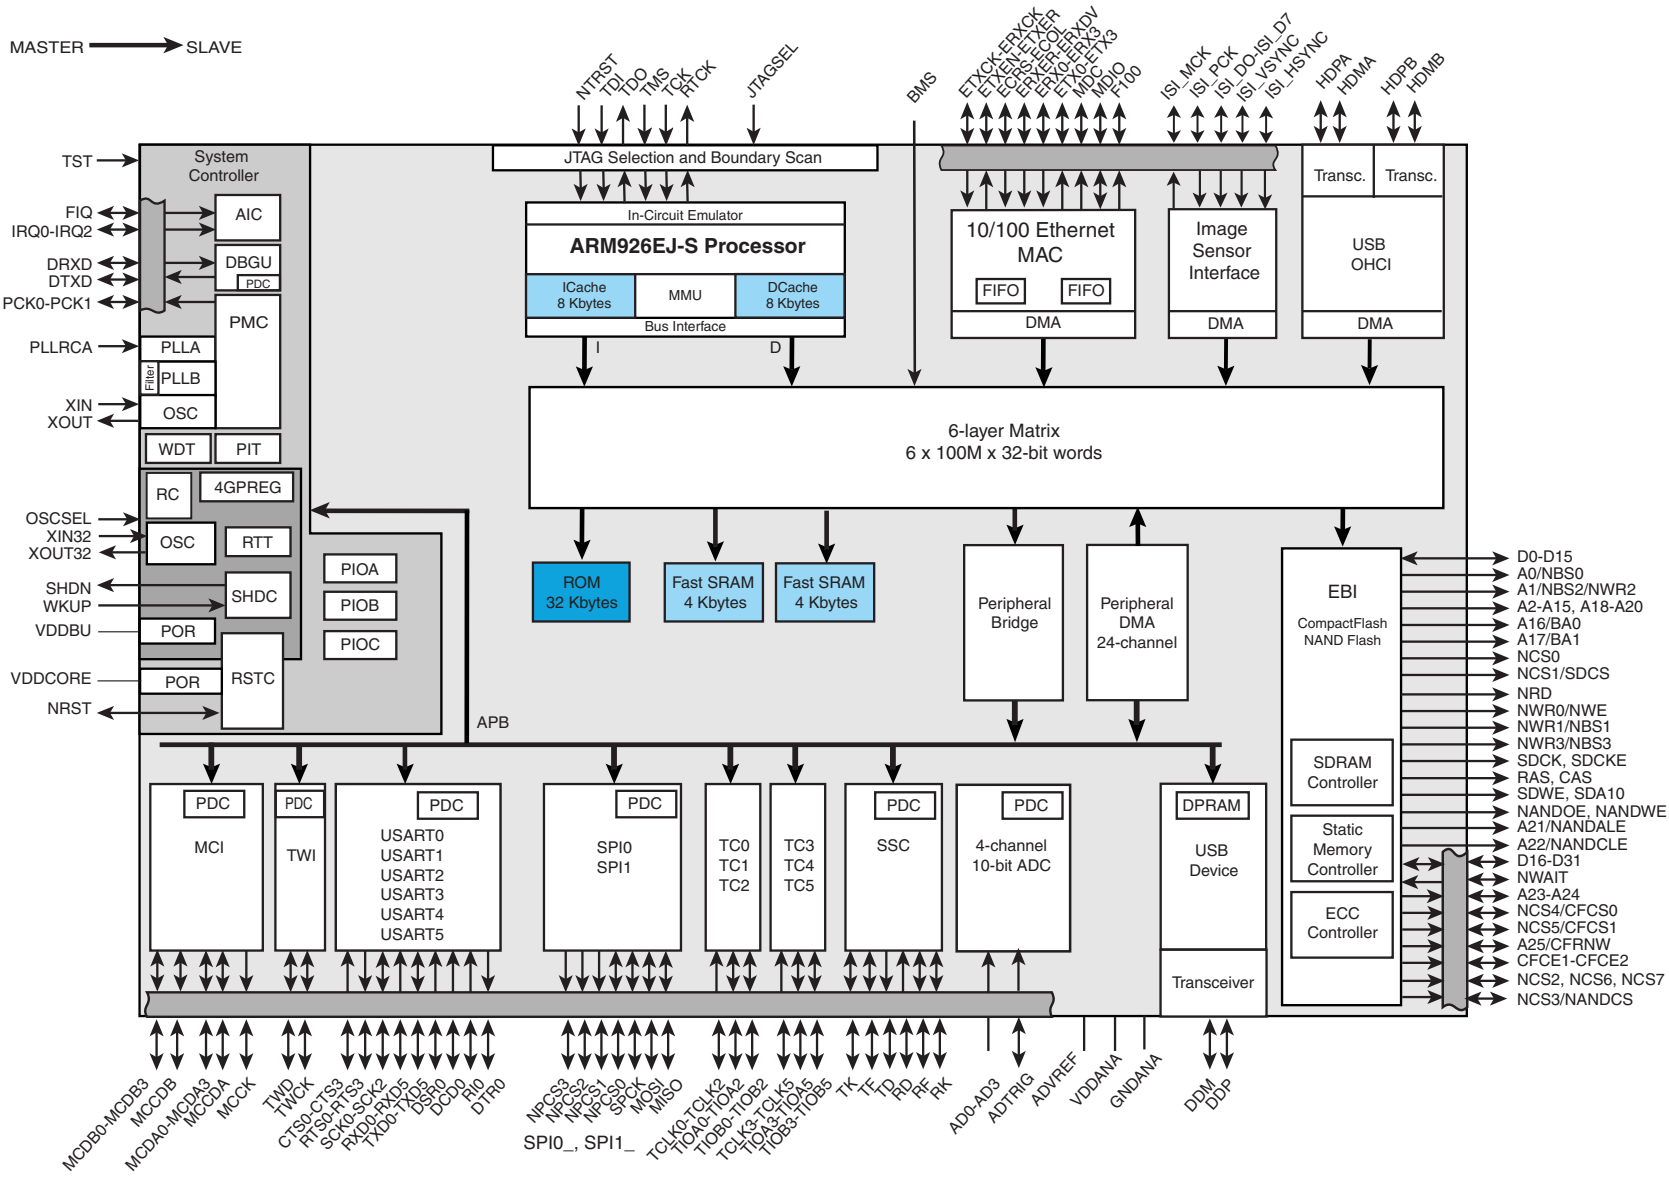 MASTER
SLAVE
NTRST
TDI
TDO
TMS
TCK
RTCK
JTAGSEL
BMS
ETXCK-ERXCK
ETXEN-ETXER
ECRS-ECOL
ERXER-ERXDV
ERX0-ERX3
ETX0-ETX3
MDC
MDIO
F100
ISI_MCK
ISI_PCK
ISI_DO-ISI_D7
ISI_VSYNC
ISI_HSYNC
HDPA
HDMA
HDPB
HDMB
TST
FIQ
IRQ0-IRQ2
DRXD
DTXD
PCK0-PCK1
PLLRCA
XIN
XOUT
OSCSEL
XIN32
XOUT32
SHDN
WKUP
VDDBU
VDDCORE
NRST
System
Controller
AIC
DBGU
PDC
PMC
PLLA
Filter
PLLB
OSC
WDT
PIT
RC
4GPREG
OSC
RTT
SHDC
POR
RSTC
POR
PIOA
PIOB
PIOC
JTAG Selection and Boundary Scan
In-Circuit Emulator
ARM926EJ-S Processor
ICache
8 Kbytes
MMU
DCache
8 Kbytes
Bus Interface
I
D
10/100 Ethernet
MAC
FIFO
FIFO
DMA
Image
Sensor
Interface
DMA
Transc.
Transc.
USB
OHCI
DMA
6-layer Matrix
6 x 100M x 32-bit words
ROM
32 Kbytes
Fast SRAM
4 Kbytes
Fast SRAM
4 Kbytes
Peripheral
Bridge
Peripheral
DMA
24-channel
EBI
CompactFlash
NAND Flash
SDRAM
Controller
Static
Memory
Controller
ECC
Controller
D0-D15
A0/NBS0
A1/NBS2/NWR2
A2-A15, A18-A20
A16/BA0
A17/BA1
NCS0
NCS1/SDCS
NRD
NWR0/NWE
NWR1/NBS1
NWR3/NBS3
SDCK, SDCKE
RAS, CAS
SDWE, SDA10
NANDOE, NANDWE
A21/NANDALE
A22/NANDCLE
D16-D31
NWAIT
A23-A24
NCS4/CFCS0
NCS5/CFCS1
A25/CFRNW
CFCE1-CFCE2
NCS2, NCS6, NCS7
NCS3/NANDCS
APB
PDC
MCI
PDC
TWI
PDC
USART0
USART1
USART2
USART3
USART4
USART5
PDC
SPI0
SPI1
TC0
TC1
TC2
TC3
TC4
TC5
PDC
SSC
PDC
4-channel
10-bit ADC
DPRAM
USB
Device
Transceiver
MCDB0-MCDB3
MCCDB
MCDA0-MCDA3
MCCDA
MCCK
TWD
TWCK
CTS0-CTS3
RTS0-RTS3
SCK0-SCK2
RXD0-RXD5
TXD0-TXD5
DSR0
DCD0
RI0
DTR0
NPCS3
NPCS2
NPCS1
NPCS0
SPCK
MOSI
MISO
SPI0_, SPI1_
TCLK0-TCLK2
TIOA0-TIOA2
TIOB0-TIOB2
TCLK3-TCLK5
TIOA3-TIOA5
TIOB3-TIOB5
TK
TF
TD
RD
RF
RK
AD0-AD3
ADTRIG
ADVREF
VDDANA
GNDANA
DDM
DDP